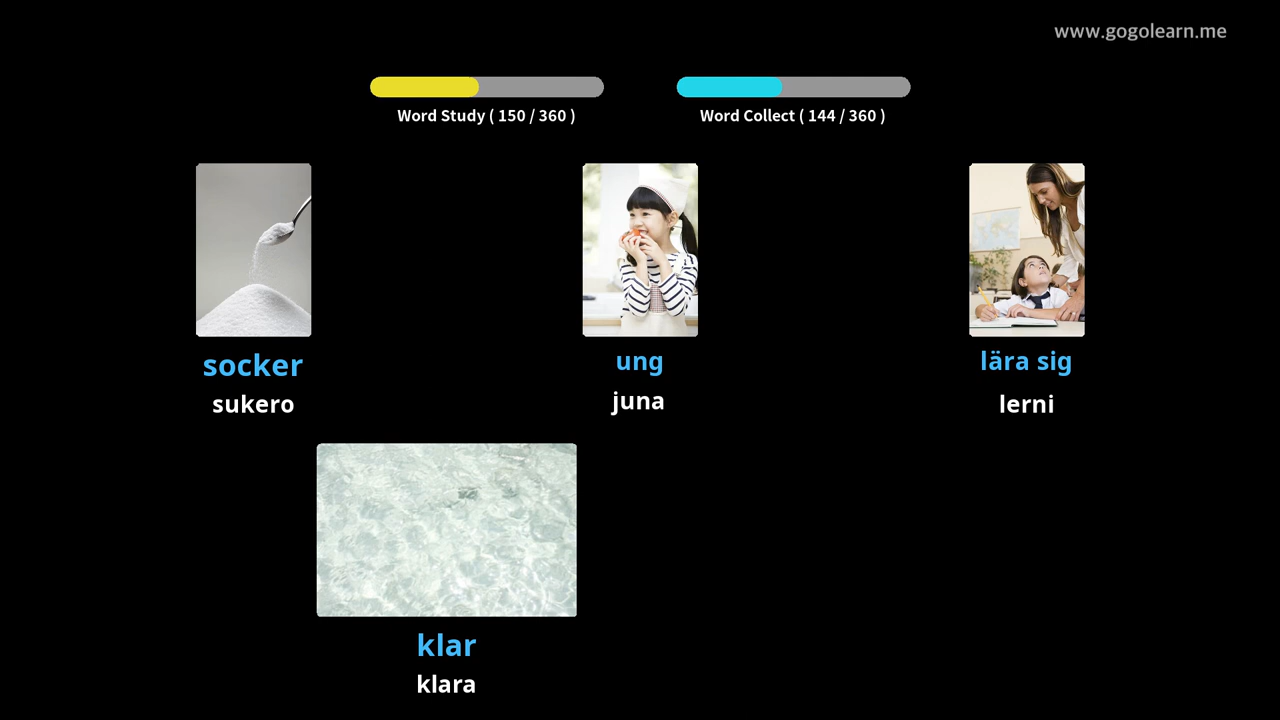 www.gogolearn.me
Word Study ( 150 / 360 )
Word Collect ( 144 / 360 )
socker
sukero
ung
juna
lära sig
lerni
klar
klara